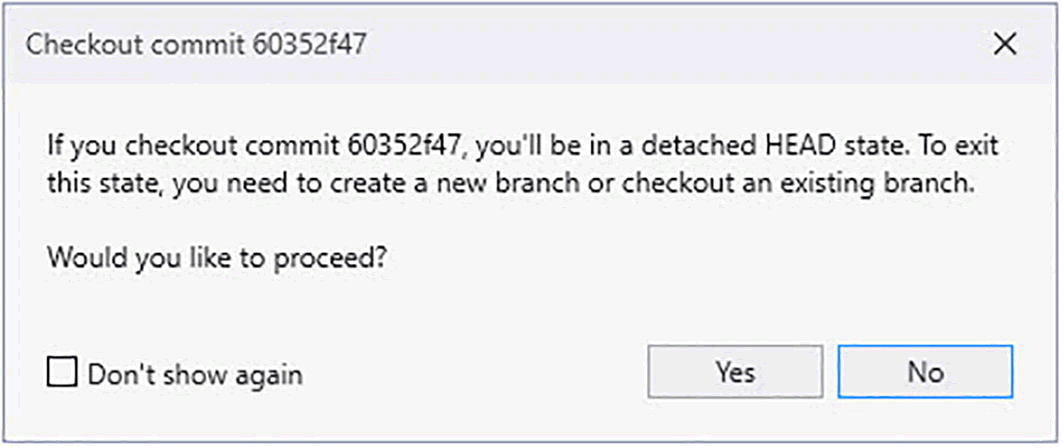 Checkout commit 60352f47
If you checkout commit 60352f47, you'll be in a detached HEAD state. To exit
this state, you need to create a new branch or checkout an existing branch.
Would you like to proceed?
Don't show again
Yes
No